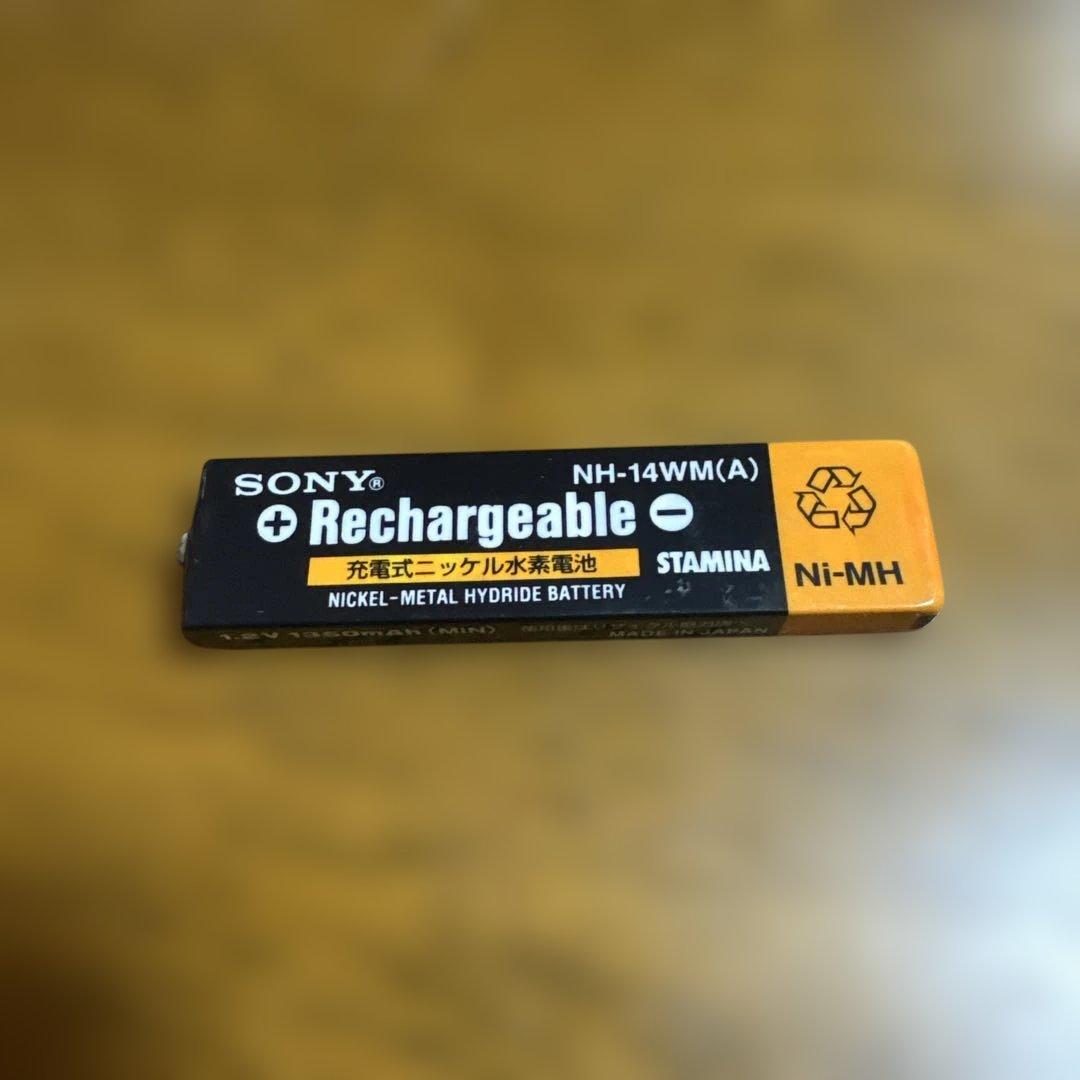 SONY® NH-14WM(A)
⊕ Rechargeable ⊖
充電式ニッケル水素電池 STAMINA
NICKEL-METAL HYDRIDE BATTERY
Ni-MH
1.2V 1350mAh (MIN) MADE IN JAPAN